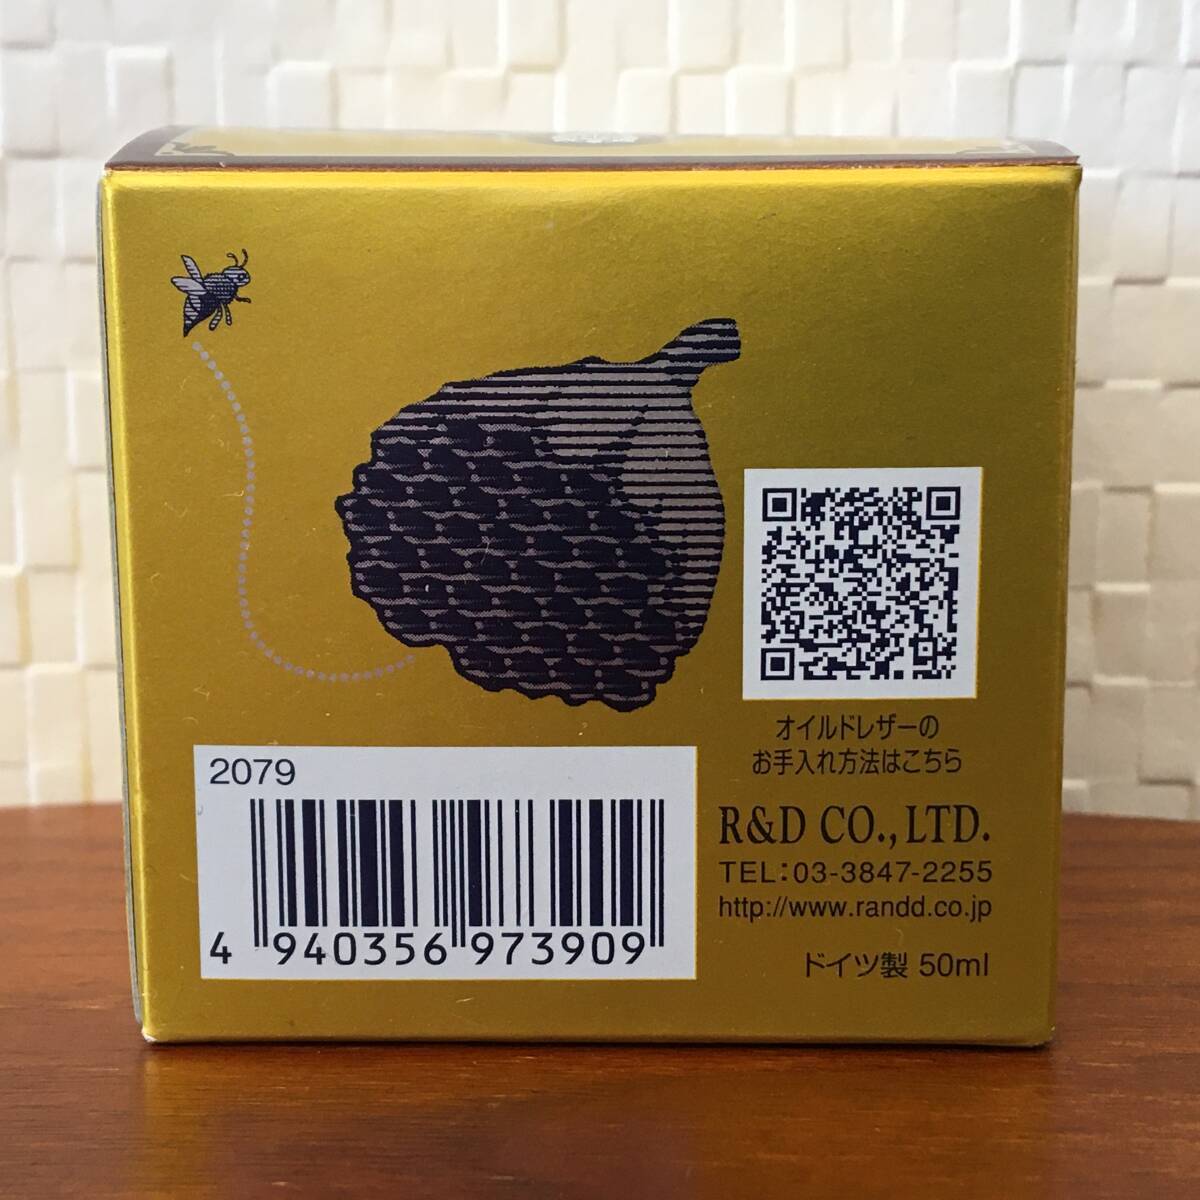 オイルドレザーの
お手入れ方法はこちら
2079
4 940356 973909
R&D CO.,LTD.
TEL:03-3847-2255
http://www.randd.co.jp
ドイツ製 50ml